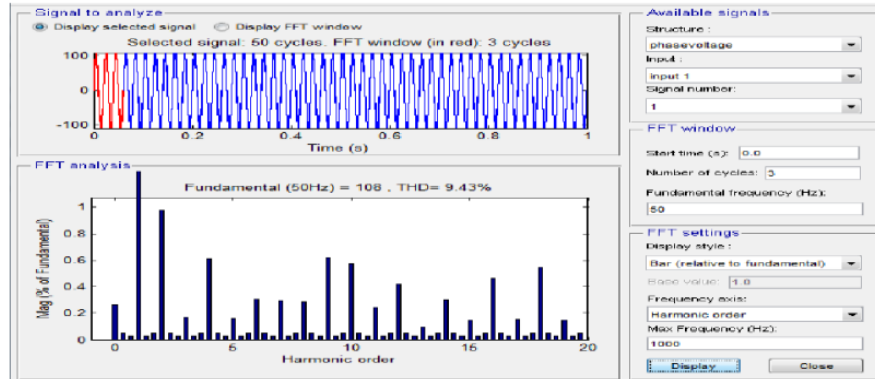 Signal to analyze
Display selected signal Display FFT window
Selected signal: 50 cycles. FFT window (in red): 3 cycles
100
0
-100
0 0.2 0.4 0.6 0.8 1
Time (s)
FFT analysis
Fundamental (50Hz) = 108 , THD= 9.43%
Mag (% of Fundamental)
1
0.8
0.6
0.4
0.2
0
0 5 10 15 20
Harmonic order
Available signals
Structure :
phasevoltage
Input :
input 1
Signal number:
1
FFT window
Start time (s): 0.0
Number of cycles: 3
Fundamental frequency (Hz):
50
FFT settings
Display style :
Bar (relative to fundamental)
Base value: 1.0
Frequency axis:
Harmonic order
Max Frequency (Hz):
1000
Display Close